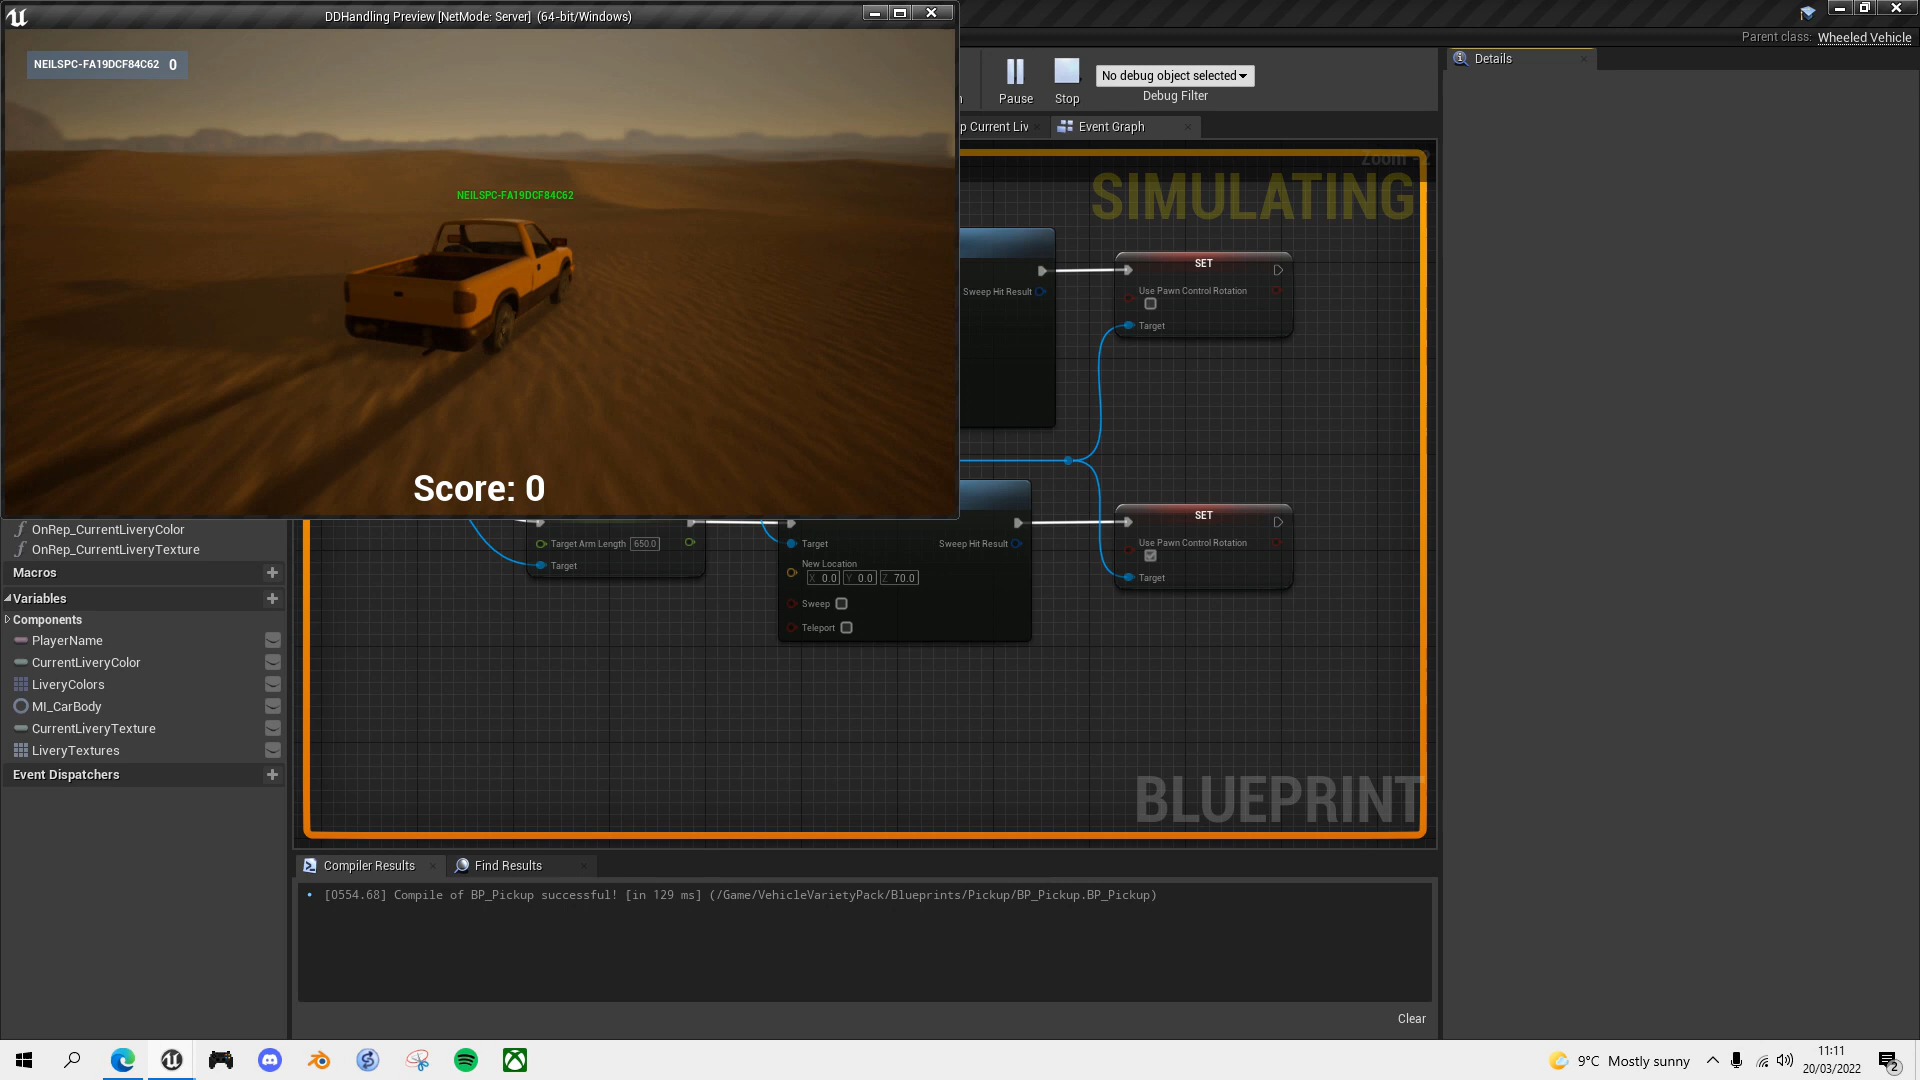 DDHandling Preview [NetMode: Server] (64-bit/Windows)
NEILSPC-FA19DCF84C62 0
NEILSPC-FA19DCF84C62
Score: 0
Parent class: Wheeled Vehicle
Pause
Stop
No debug object selected
Debug Filter
Details
p Current Liv
Event Graph
Zoom -2
SIMULATING
Sweep Hit Result
SET
Use Pawn Control Rotation
Target
Target Arm Length 650.0
Target
Target
Sweep Hit Result
New Location
X 0.0 Y 0.0 Z 70.0
Sweep
Teleport
SET
Use Pawn Control Rotation
Target
BLUEPRINT
OnRep_CurrentLiveryColor
OnRep_CurrentLiveryTexture
Macros
Variables
Components
PlayerName
CurrentLiveryColor
LiveryColors
MI_CarBody
CurrentLiveryTexture
LiveryTextures
Event Dispatchers
Compiler Results
Find Results
[0554.68] Compile of BP_Pickup successful! [in 129 ms] (/Game/VehicleVarietyPack/Blueprints/Pickup/BP_Pickup.BP_Pickup)
Clear
9°C Mostly sunny
11:11
20/03/2022
2